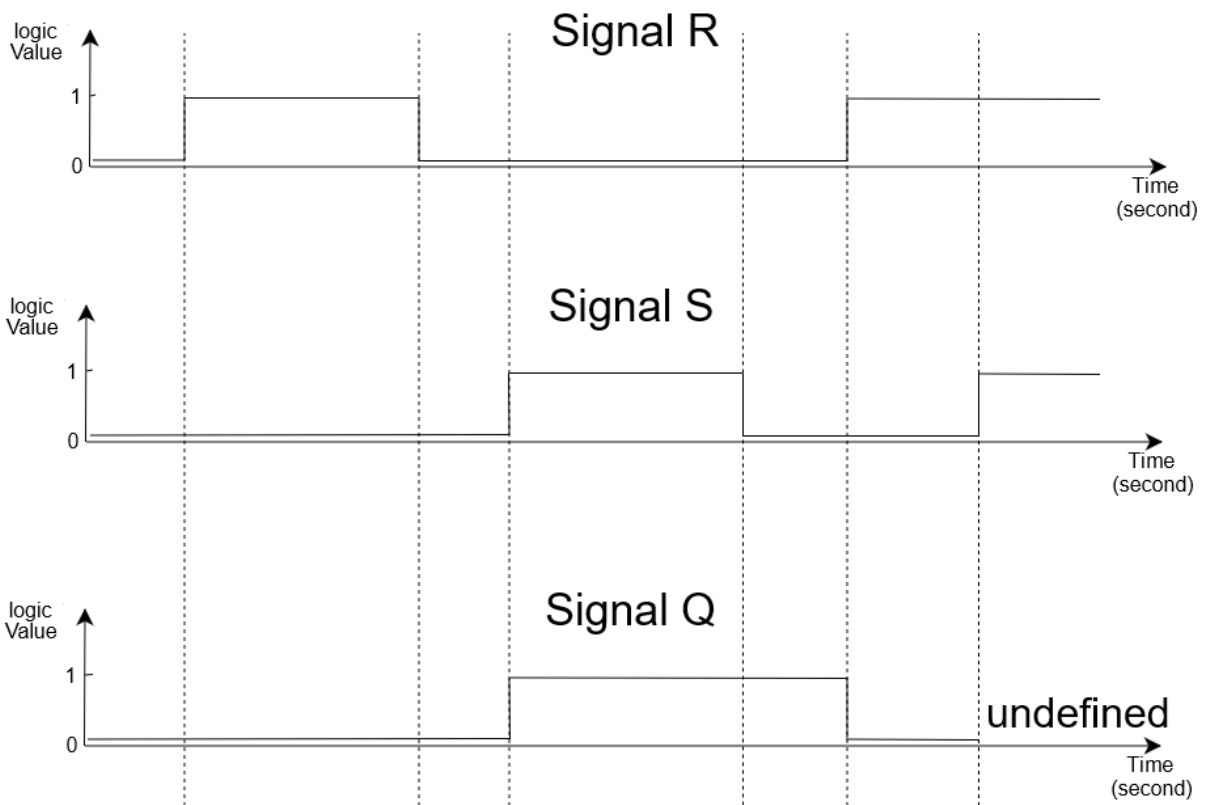 Signal R
logic
Value
1
0
Time
(second)
Signal S
logic
Value
1
0
Time
(second)
Signal Q
logic
Value
1
undefined
0
Time
(second)